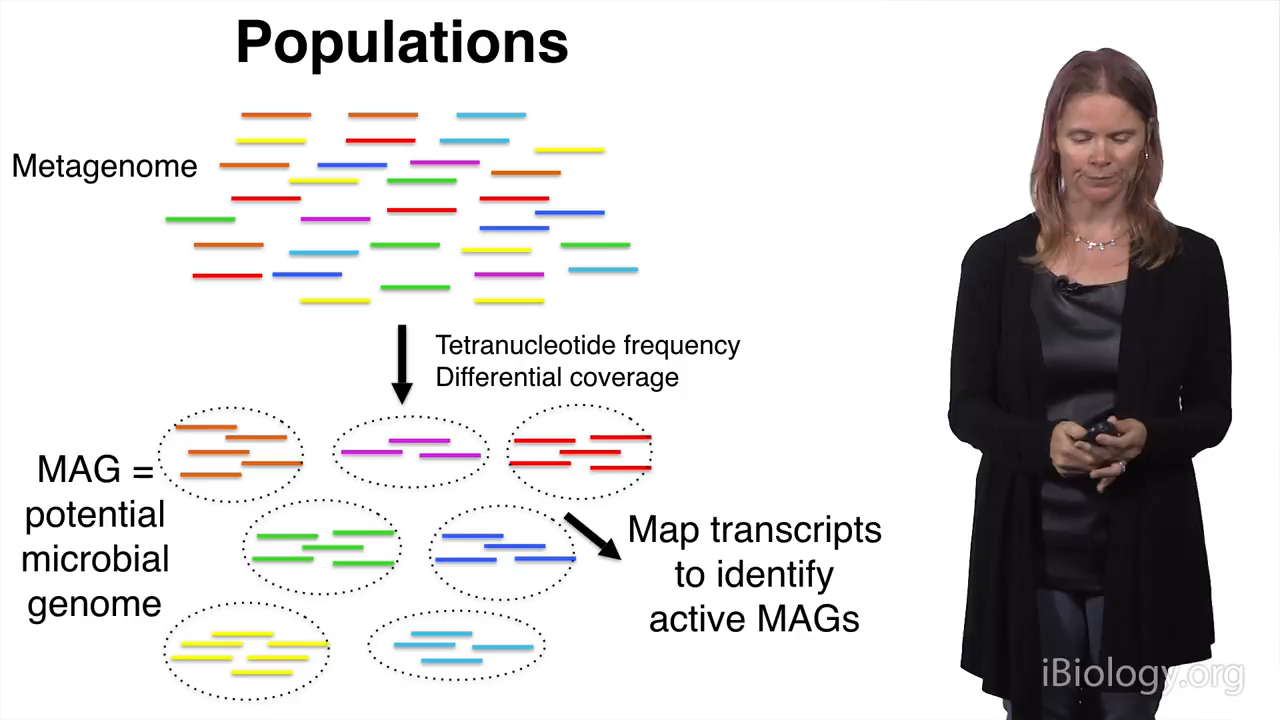 Populations
Metagenome
Tetranucleotide frequency
Differential coverage
MAG =
potential
microbial
genome
Map transcripts
to identify
active MAGs
iBiology.org